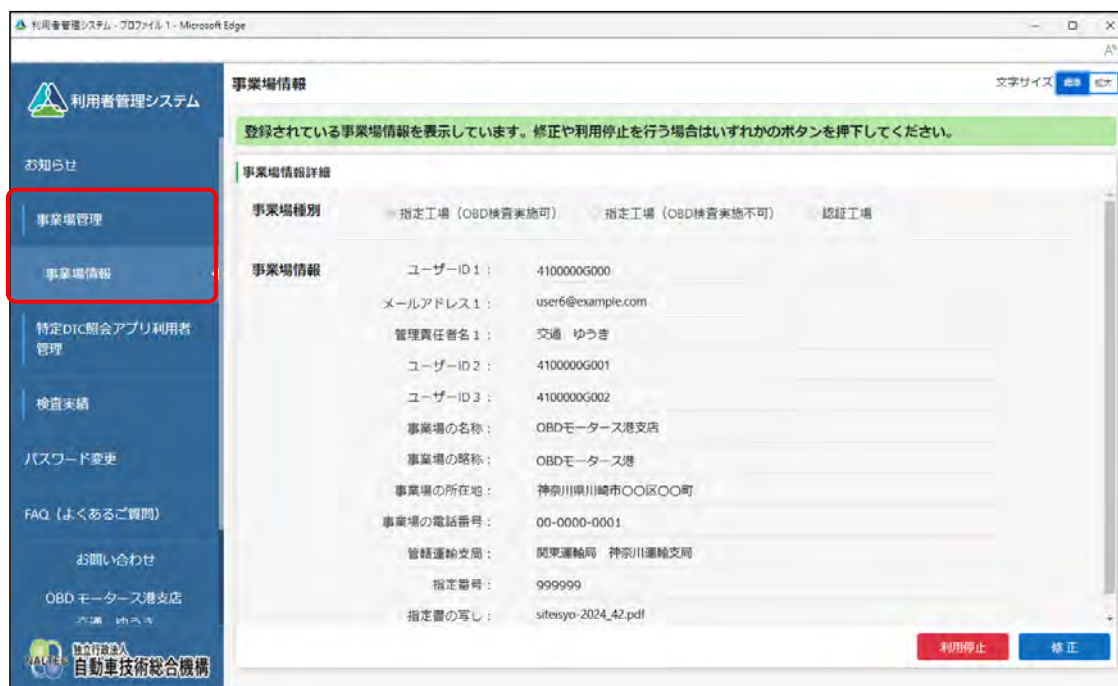 利用者管理システム - プロファイル 1 - Microsoft Edge
利用者管理システム
お知らせ
事業場管理
事業場情報
特定DTC照会アプリ利用者
管理
検査実績
パスワード変更
FAQ（よくあるご質問）
お問い合わせ
OBD モータース港支店
交通 ゆうき
独立行政法人
NALTEC 自動車技術総合機構
事業場情報
文字サイズ 標準 拡大
登録されている事業場情報を表示しています。修正や利用停止を行う場合はいずれかのボタンを押下してください。
事業場情報詳細
事業場種別 指定工場（OBD検査実施可） 指定工場（OBD検査実施不可） 認証工場
事業場情報 ユーザーID1： 4100000G000
メールアドレス1： user6@example.com
管理責任者名1： 交通 ゆうき
ユーザーID2： 4100000G001
ユーザーID3： 4100000G002
事業場の名称： OBDモータース港支店
事業場の略称： OBDモータース港
事業場の所在地： 神奈川県川崎市〇〇区〇〇町
事業場の電話番号： 00-0000-0001
管轄運輸支局： 関東運輸局 神奈川運輸支局
指定番号： 999999
指定書の写し： siteisyo-2024_42.pdf
利用停止 修正